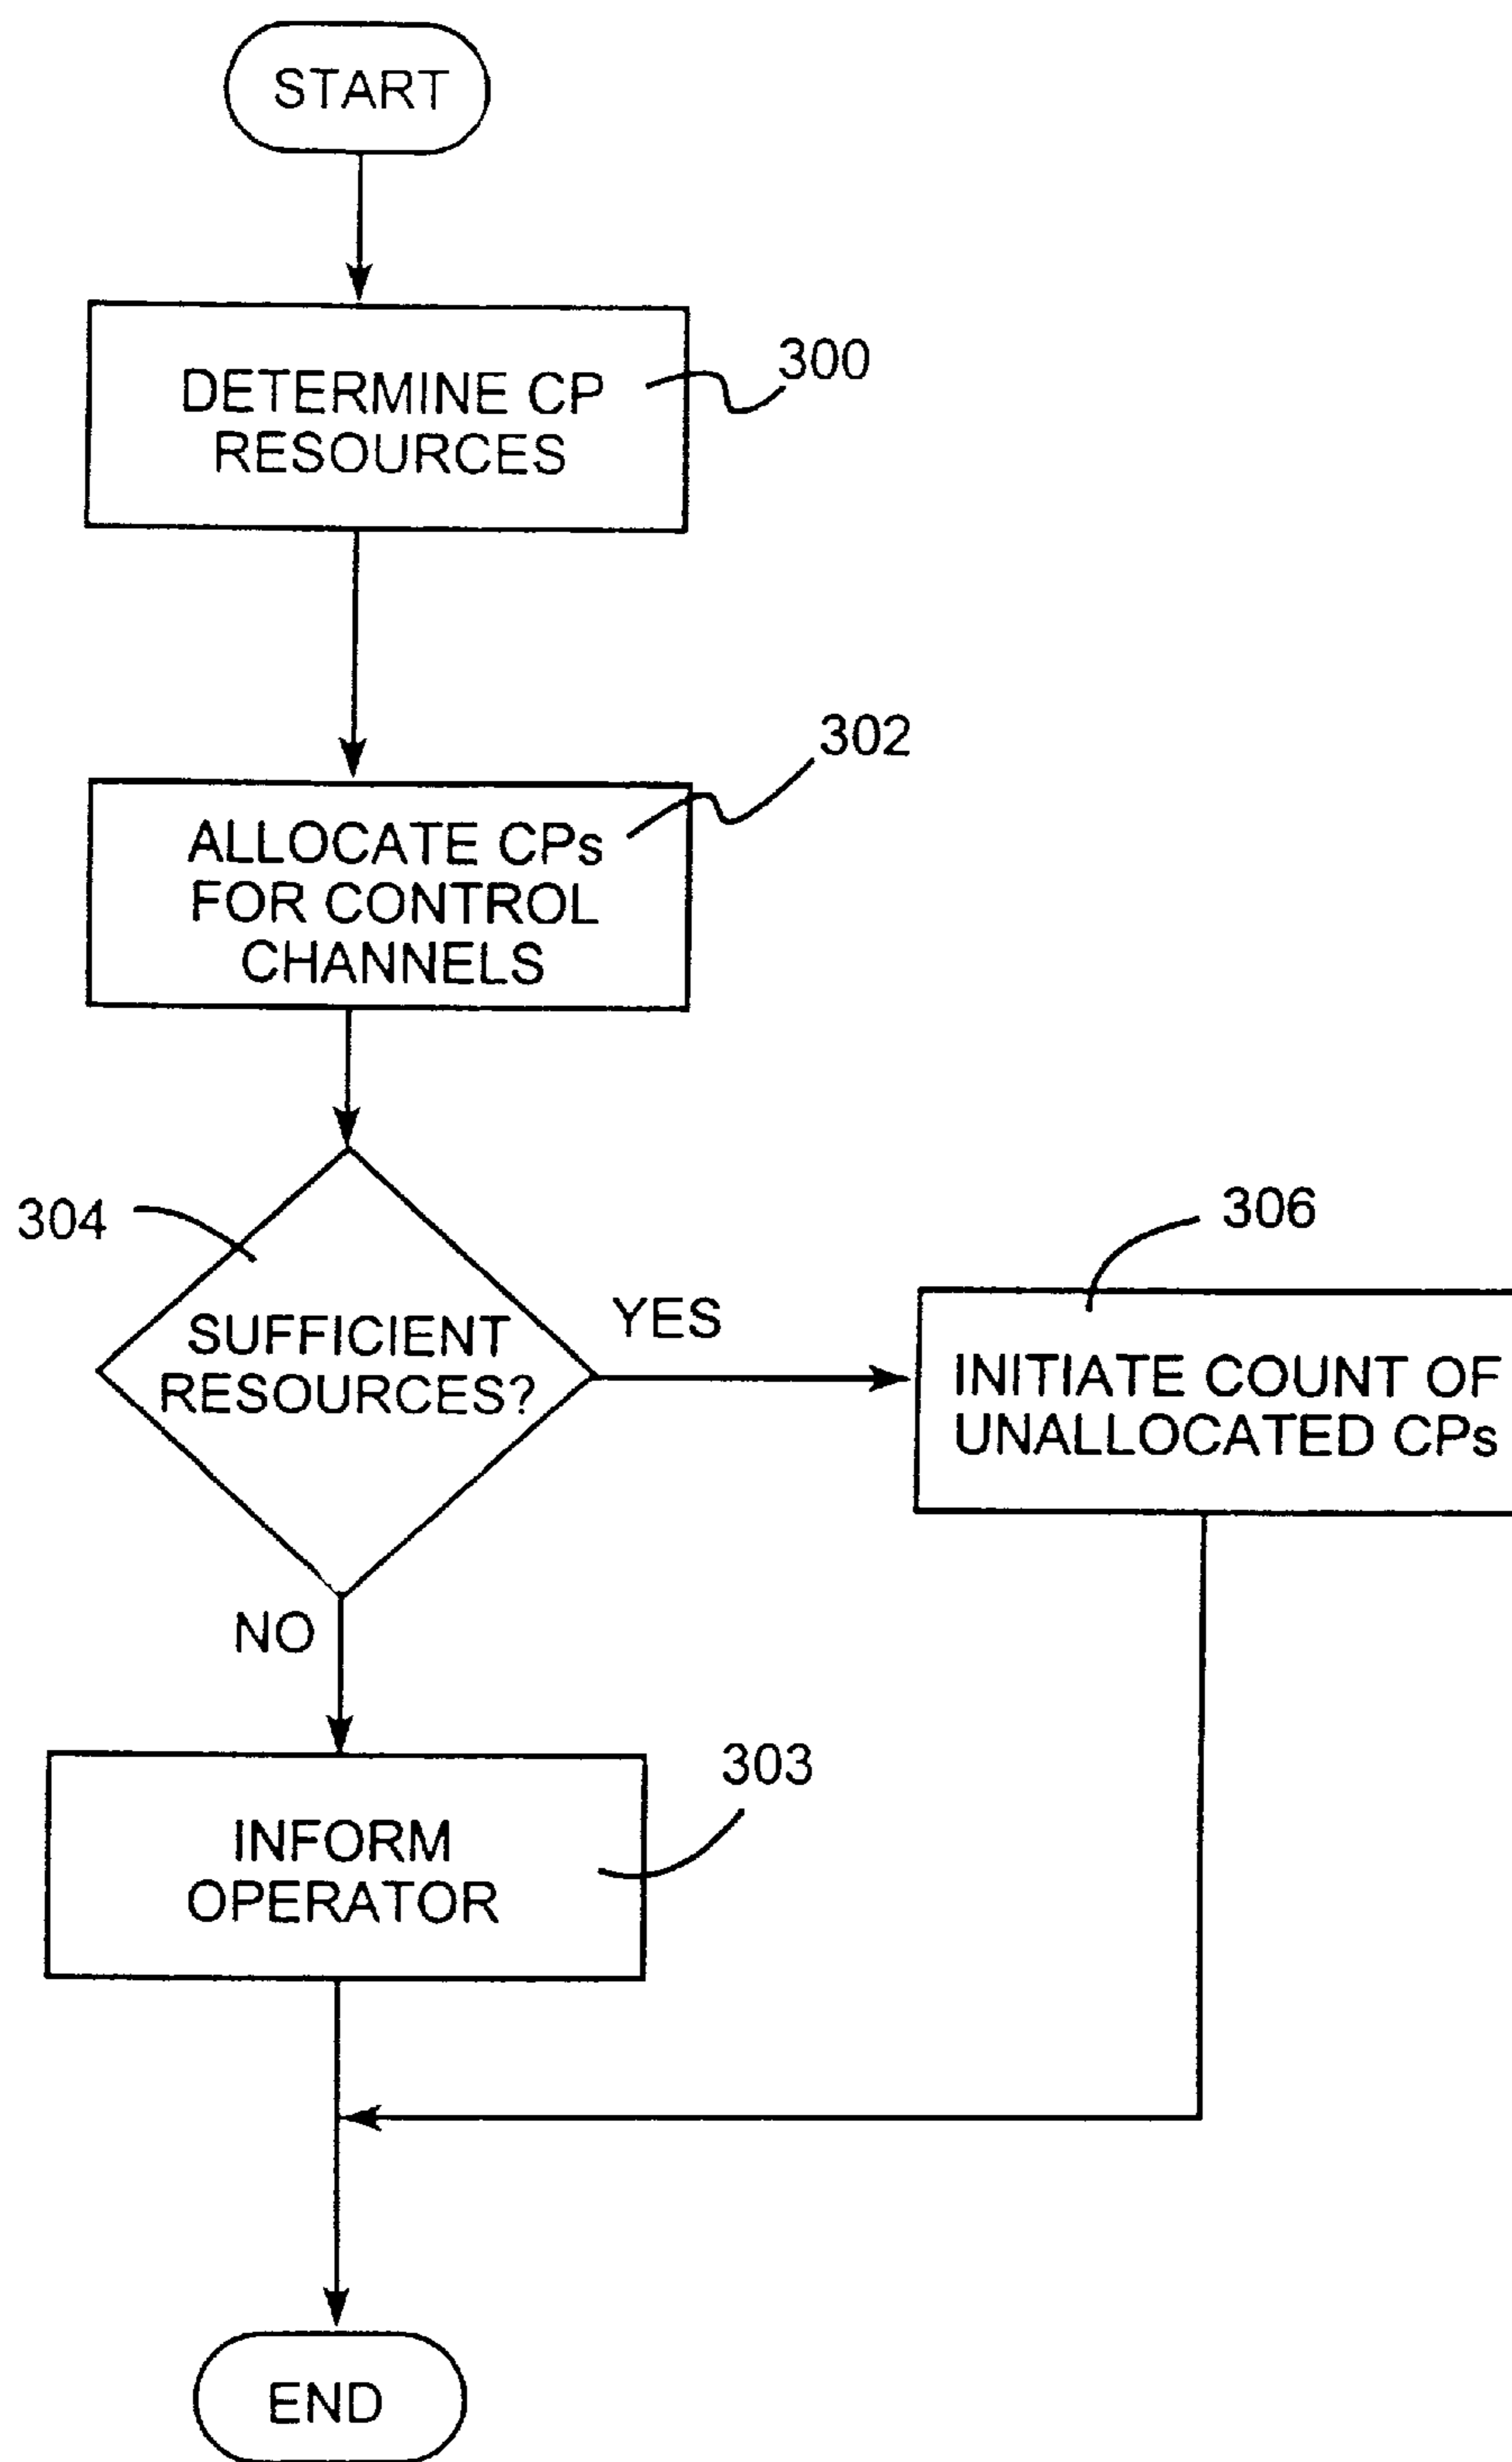 START
DETERMINE CP
RESOURCES
300
ALLOCATE CPs
FOR CONTROL
CHANNELS
302
304
SUFFICIENT
RESOURCES?
YES
306
INITIATE COUNT OF
UNALLOCATED CPs
NO
303
INFORM
OPERATOR
END